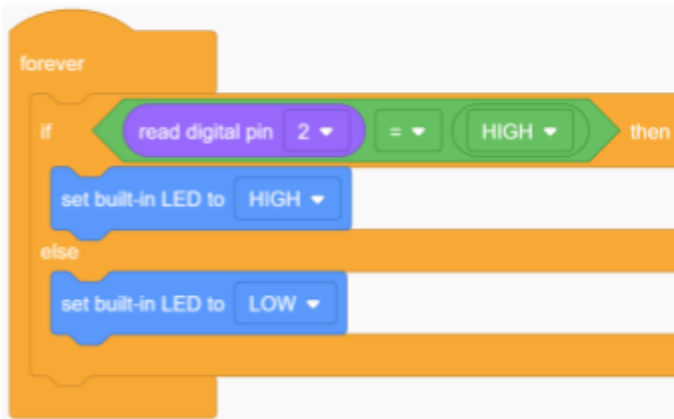 forever
if read digital pin 2 = HIGH then
set built-in LED to HIGH
else
set built-in LED to LOW